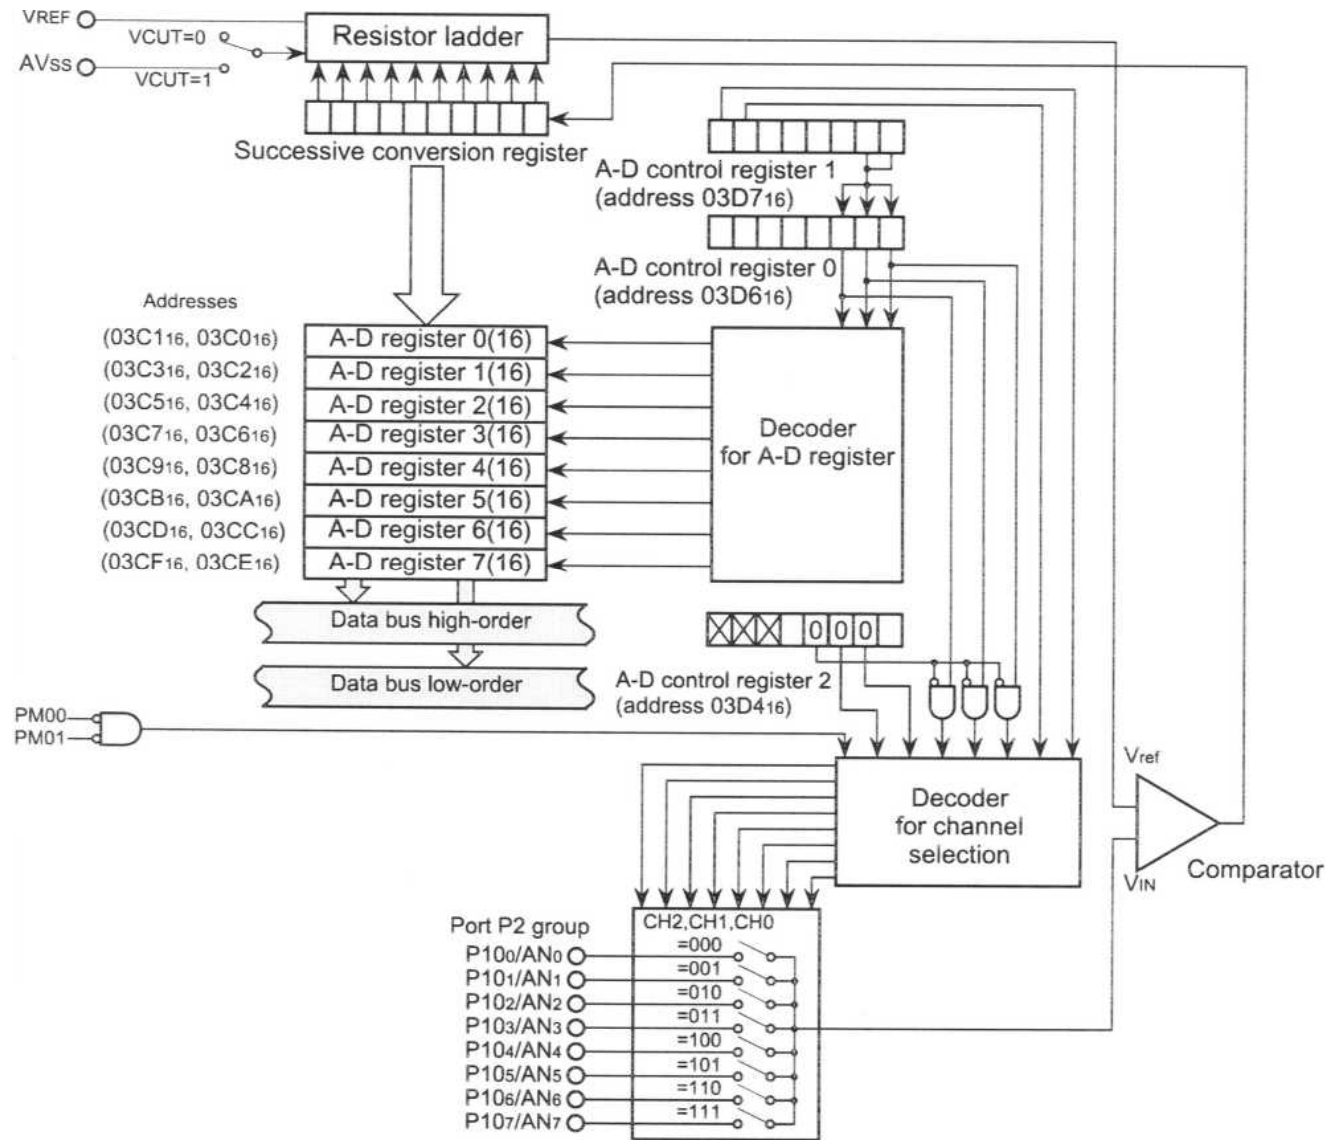 VREF
VCUT=0
Resistor ladder
AVSS
VCUT=1
Successive conversion register
A-D control register 1
(address 03D716)
A-D control register 0
(address 03D616)
Addresses
(03C116, 03C016)
A-D register 0(16)
(03C316, 03C216)
A-D register 1(16)
(03C516, 03C416)
A-D register 2(16)
(03C716, 03C616)
A-D register 3(16)
(03C916, 03C816)
A-D register 4(16)
(03CB16, 03CA16)
A-D register 5(16)
(03CD16, 03CC16)
A-D register 6(16)
(03CF16, 03CE16)
A-D register 7(16)
Decoder
for A-D register
Data bus high-order
Data bus low-order
0 0 0
A-D control register 2
(address 03D416)
PM00
PM01
Decoder
for channel
selection
Vref
VIN
Comparator
Port P2 group
CH2,CH1,CH0
P100/AN0
=000
P101/AN1
=001
P102/AN2
=010
P103/AN3
=011
P104/AN4
=100
P105/AN5
=101
P106/AN6
=110
P107/AN7
=111